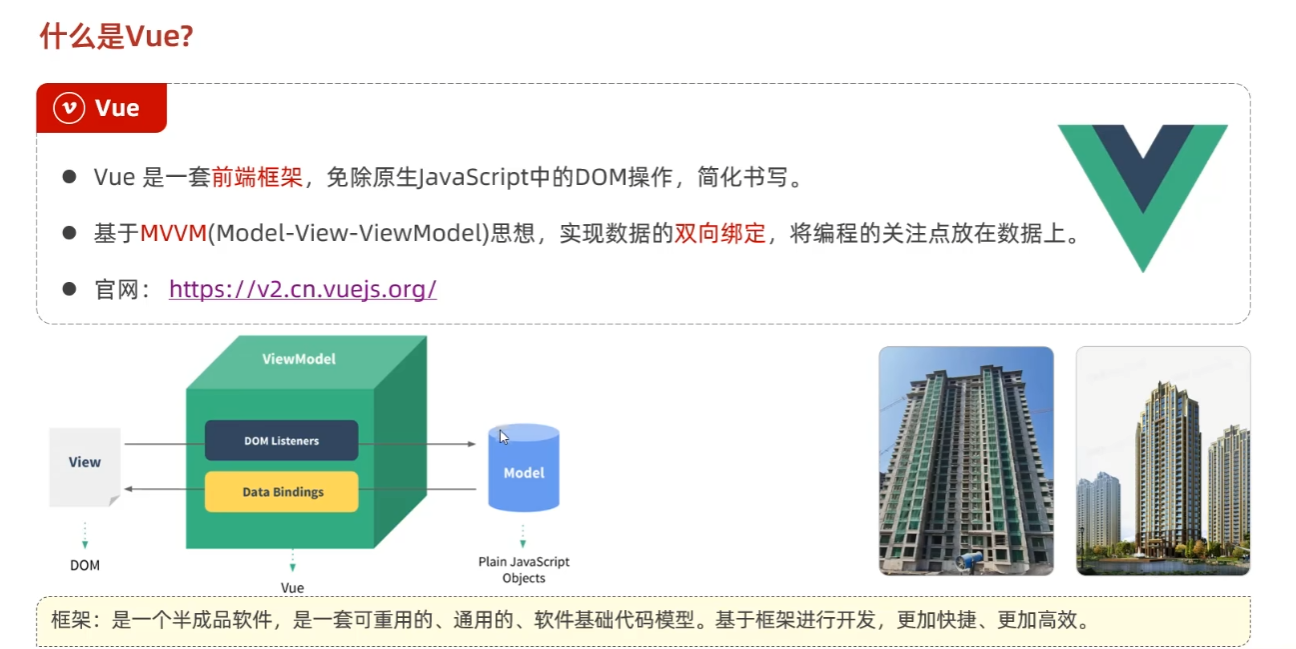 什么是Vue?
Vue
Vue 是一套前端框架，免除原生JavaScript中的DOM操作，简化书写。
基于MVVM(Model-View-ViewModel)思想，实现数据的双向绑定，将编程的关注点放在数据上。
官网： https://v2.cn.vuejs.org/
ViewModel
DOM Listeners
View
Model
Data Bindings
DOM
Plain JavaScript
Objects
Vue
框架：是一个半成品软件，是一套可重用的、通用的、软件基础代码模型。基于框架进行开发，更加快捷、更加高效。